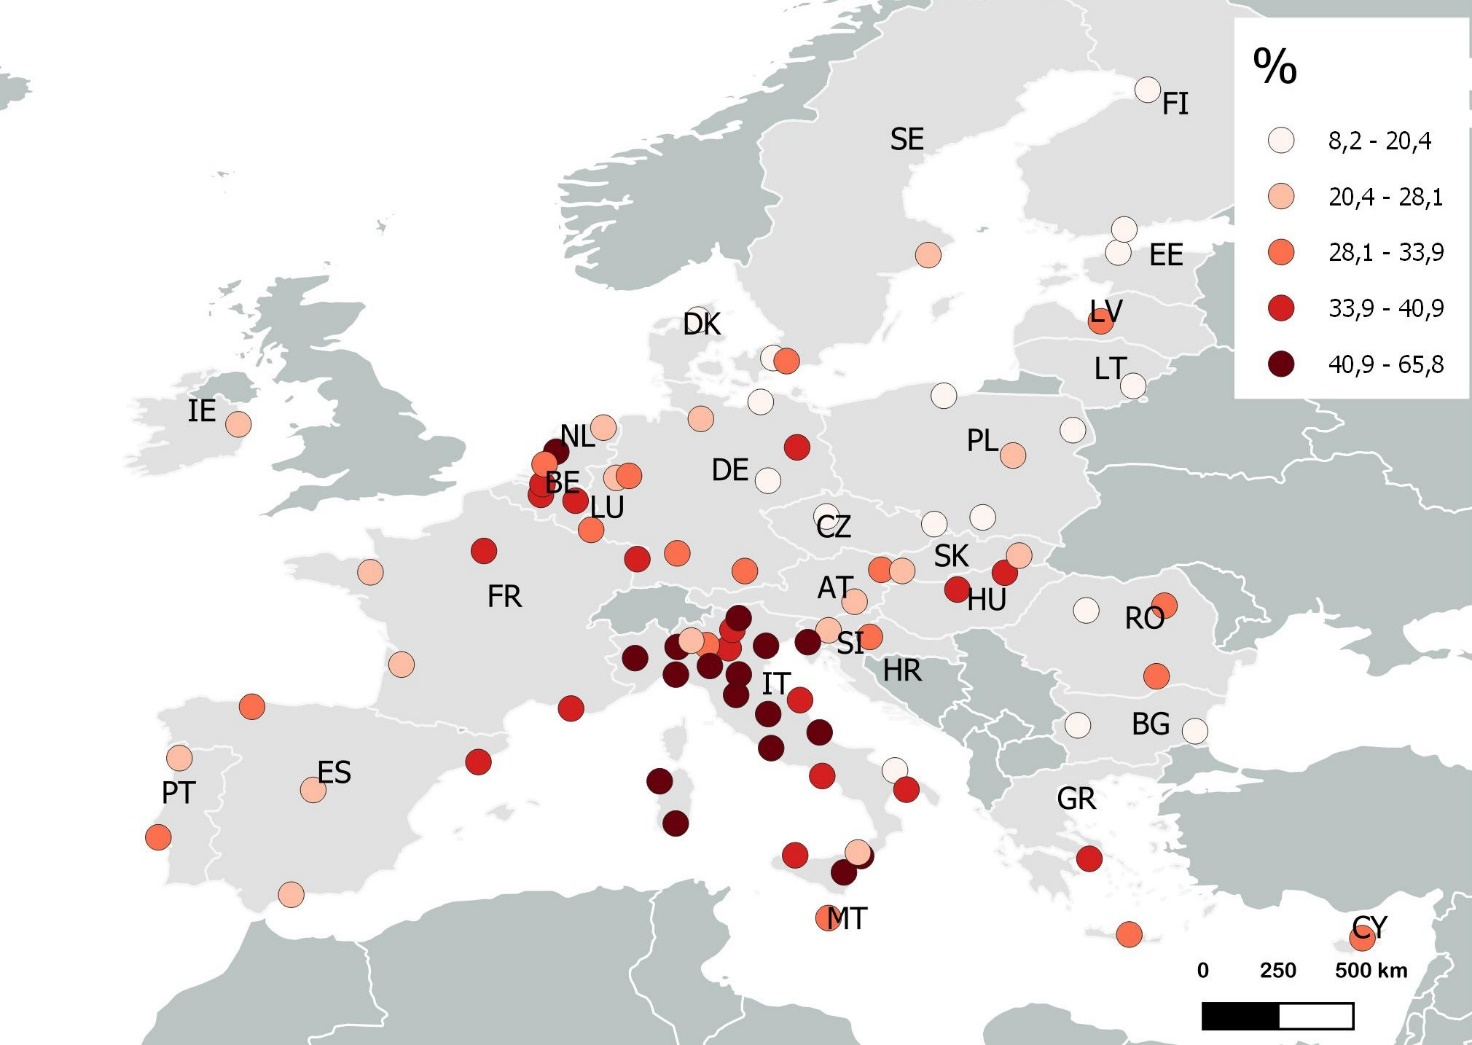 %
8,2 - 20,4
20,4 - 28,1
28,1 - 33,9
33,9 - 40,9
40,9 - 65,8
FI
SE
EE
LV
DK
LT
IE
NL
PL
DE
BE
LU
CZ
SK
AT
FR
HU
RO
SI
HR
IT
BG
ES
PT
GR
MT
CY
0 250 500 km